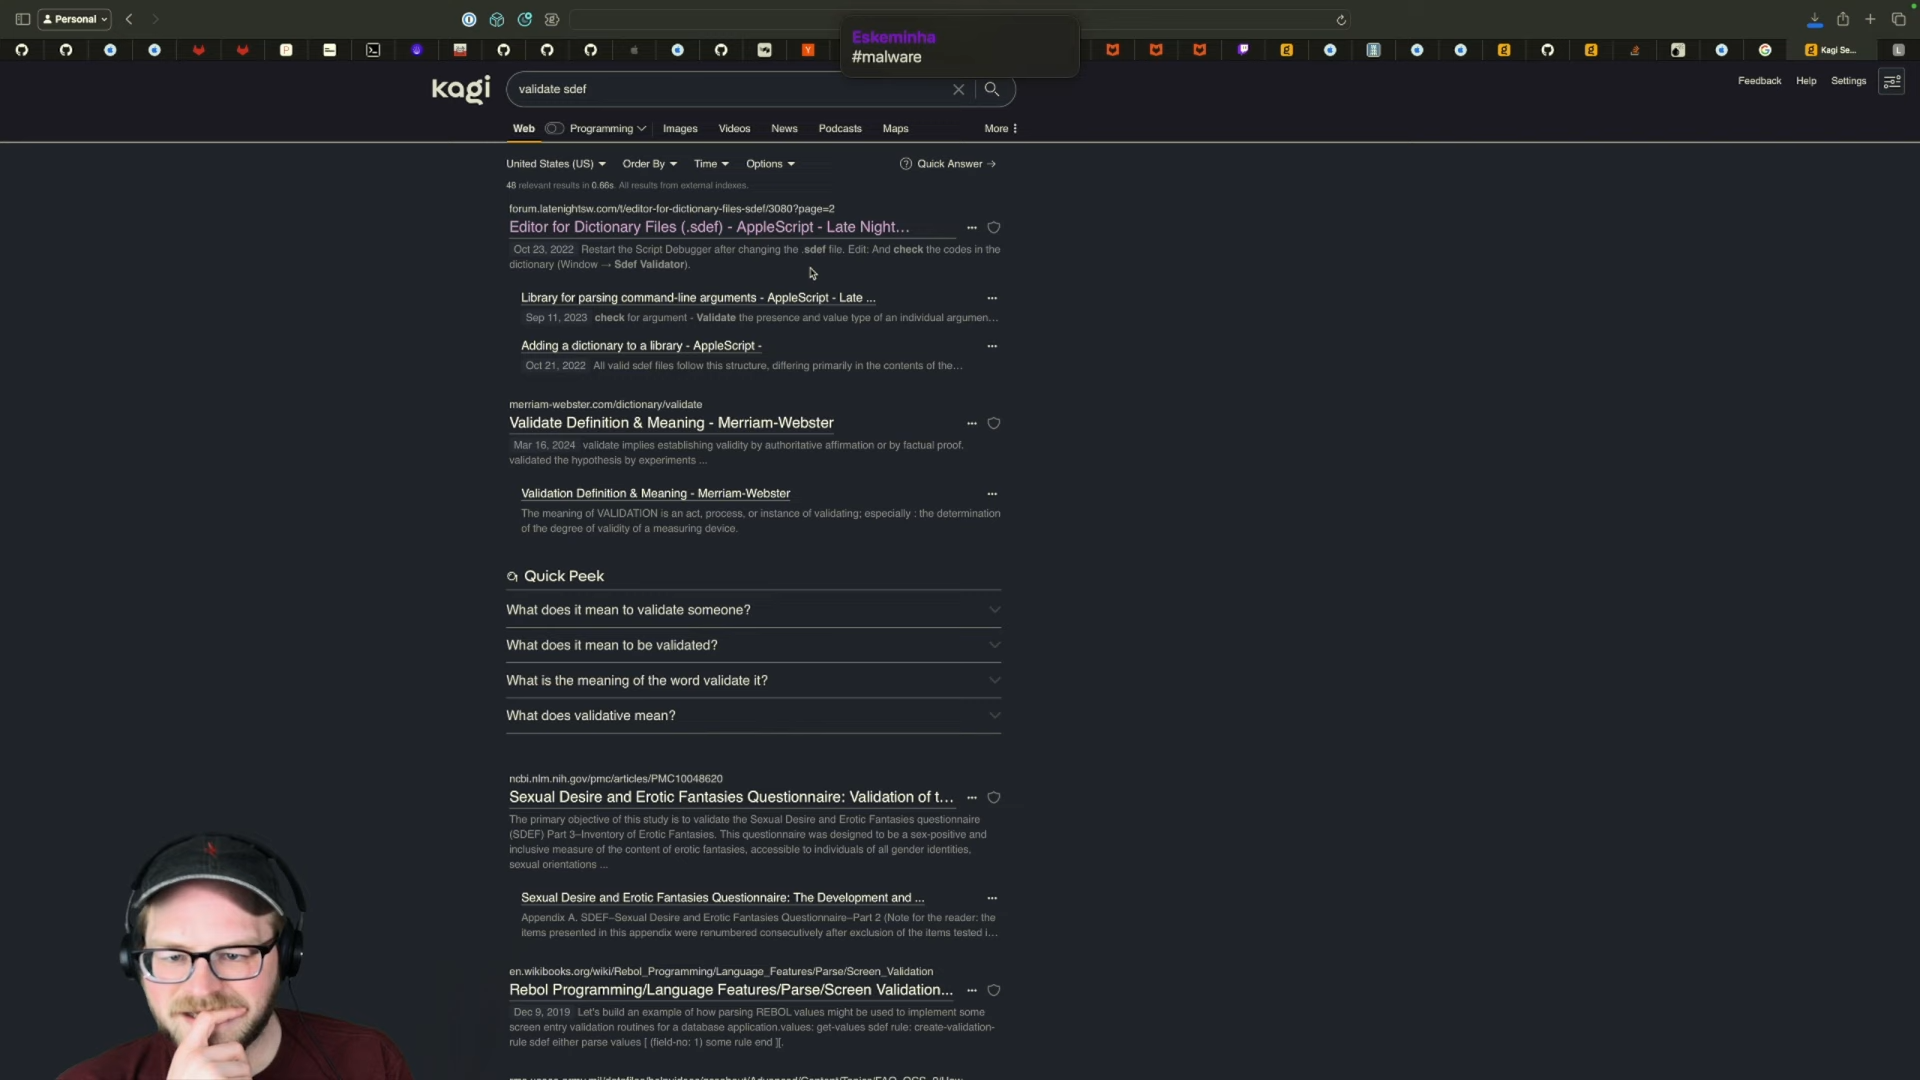 Personal
Eskeminha
#malware
Kagi Se...
kagi
validate sdef
Feedback Help Settings
Web Programming Images Videos News Podcasts Maps More
United States (US) Order By Time Options Quick Answer →
48 relevant results in 0.66s. All results from external indexes.
forum.latenightsw.com/t/editor-for-dictionary-files-sdef/3080?page=2
Editor for Dictionary Files (.sdef) - AppleScript - Late Night...
Oct 23, 2022 Restart the Script Debugger after changing the .sdef file. Edit: And check the codes in the
dictionary (Window → Sdef Validator).
Library for parsing command-line arguments - AppleScript - Late ...
Sep 11, 2023 check for argument - Validate the presence and value type of an individual argumen...
Adding a dictionary to a library - AppleScript -
Oct 21, 2022 All valid sdef files follow this structure, differing primarily in the contents of the...
merriam-webster.com/dictionary/validate
Validate Definition & Meaning - Merriam-Webster
Mar 16, 2024 validate implies establishing validity by authoritative affirmation or by factual proof.
validated the hypothesis by experiments ...
Validation Definition & Meaning - Merriam-Webster
The meaning of VALIDATION is an act, process, or instance of validating; especially : the determination
of the degree of validity of a measuring device.
Quick Peek
What does it mean to validate someone?
What does it mean to be validated?
What is the meaning of the word validate it?
What does validative mean?
ncbi.nlm.nih.gov/pmc/articles/PMC10048620
Sexual Desire and Erotic Fantasies Questionnaire: Validation of t...
The primary objective of this study is to validate the Sexual Desire and Erotic Fantasies questionnaire
(SDEF) Part 3–Inventory of Erotic Fantasies. This questionnaire was designed to be a sex-positive and
inclusive measure of the content of erotic fantasies, accessible to individuals of all gender identities,
sexual orientations ...
Sexual Desire and Erotic Fantasies Questionnaire: The Development and ...
Appendix A. SDEF–Sexual Desire and Erotic Fantasies Questionnaire–Part 2 (Note for the reader: the
items presented in this appendix were renumbered consecutively after exclusion of the items tested i...
en.wikibooks.org/wiki/Rebol_Programming/Language_Features/Parse/Screen_Validation
Rebol Programming/Language Features/Parse/Screen Validation...
Dec 9, 2019 Let's build an example of how parsing REBOL values might be used to implement some
screen entry validation routines for a database application.values: get-values sdef rule: create-validation-
rule sdef either parse values [ (field-no: 1) some rule end ][.